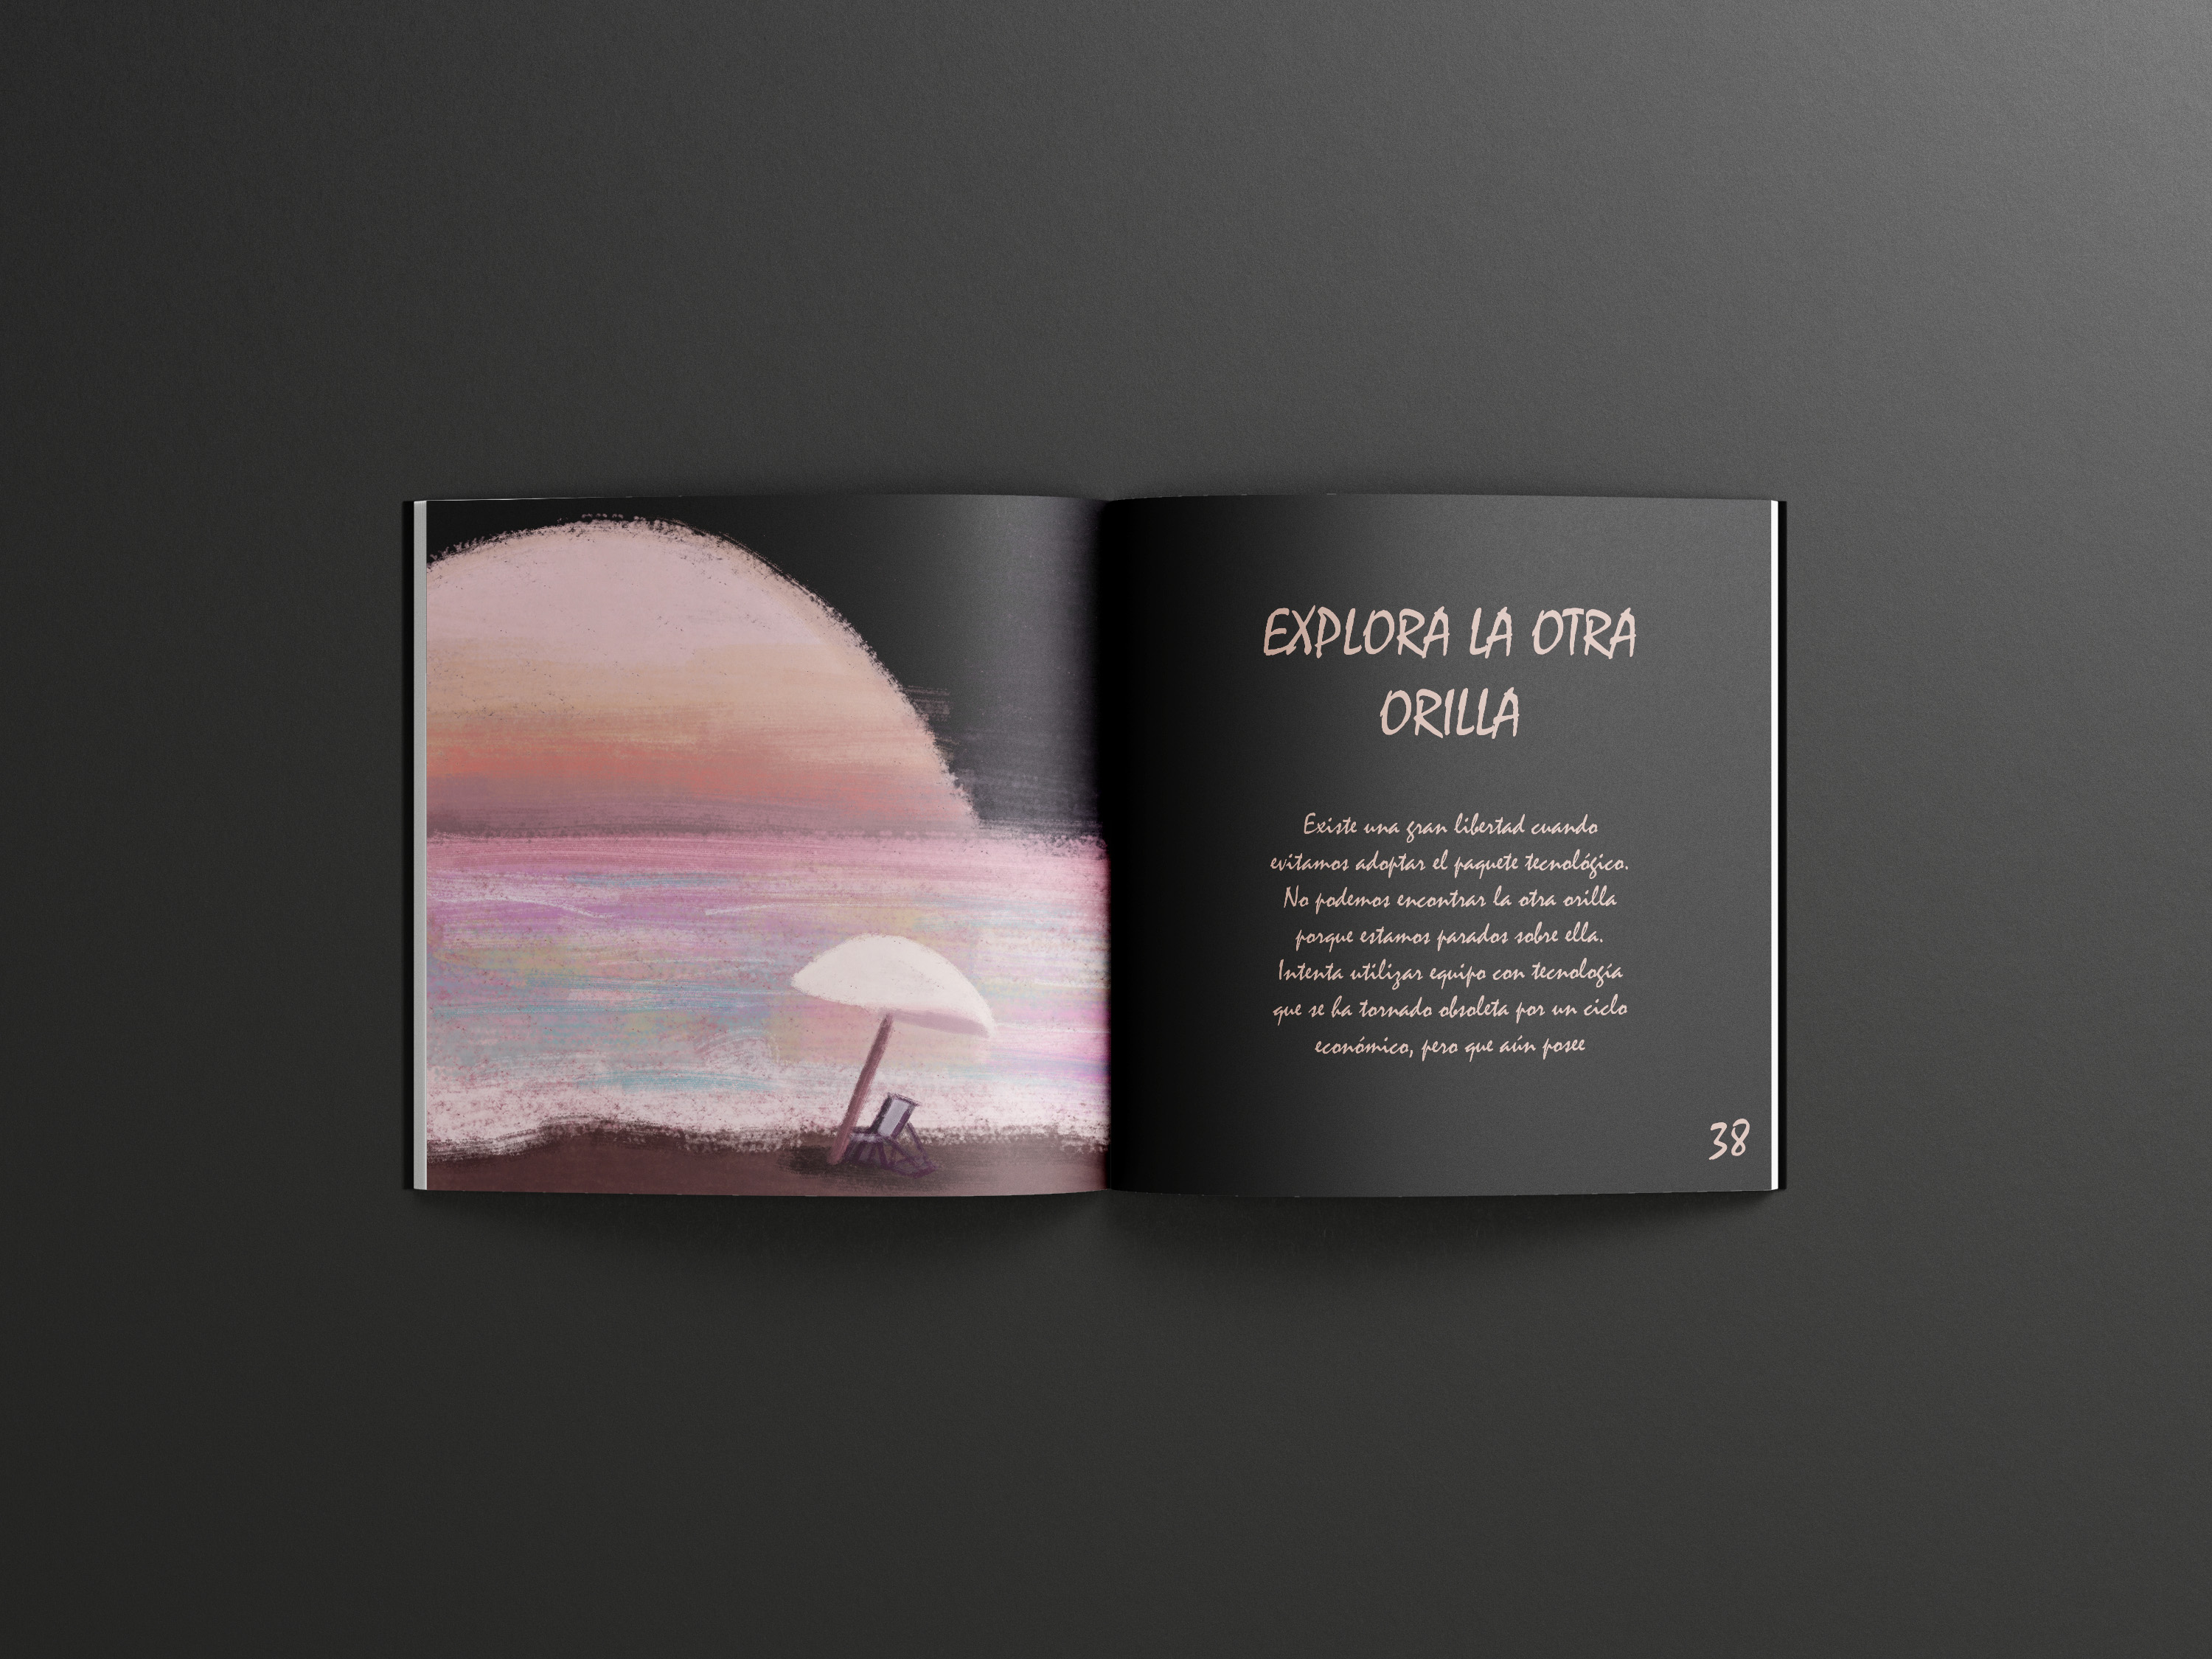 EXPLORA LA OTRA
ORILLA
Existe una gran libertad cuando
evitamos adoptar el paquete tecnológico.
No podemos encontrar la otra orilla
porque estamos parados sobre ella.
Intenta utilizar equipo con tecnología
que se ha tornado obsoleta por un ciclo
económico, pero que aún posee
38